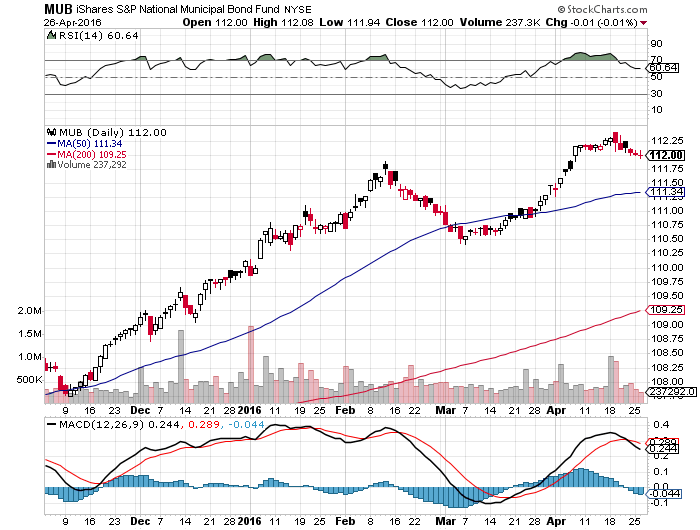 MUB iShares S&P National Municipal Bond Fund NYSE © StockCharts.com
26-Apr-2016 Open 112.00 High 112.08 Low 111.94 Close 112.00 Volume 237.3K Chg -0.01 (-0.01%)
RSI(14) 60.64
90
70
60.64
50
30
10
MUB (Daily) 112.00
MA(50) 111.34
MA(200) 109.25
Volume 237,292
112.25
112.00
111.75
111.50
111.34
111.00
110.75
110.50
110.25
110.00
109.75
109.50
109.25
109.00
108.75
108.50
108.25
108.00
237292.0
2.0M
1.5M
1.0M
500K
9 16 23 Dec 7 14 21 28 2016 11 19 25 Feb 8 16 22 Mar 7 14 21 28 Apr 11 18 25
MACD(12,26,9) 0.244, 0.289, -0.044
0.4
0.289
0.244
0.2
0.1
0.0
-0.044
9 16 23 Dec 7 14 21 28 2016 11 19 25 Feb 8 16 22 Mar 7 14 21 28 Apr 11 18 25